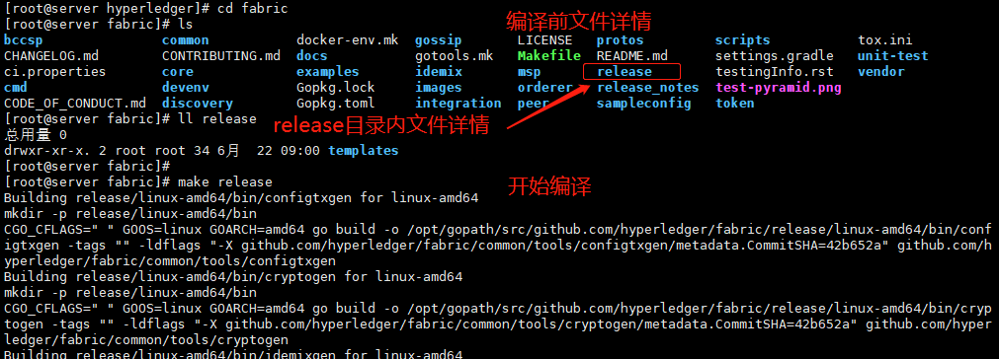 [root@server hyperledger]# cd fabric
[root@server fabric]# ls
编译前文件详情
bccsp common docker-env.mk gossip LICENSE protos scripts tox.ini
CHANGELOG.md CONTRIBUTING.md docs gotools.mk Makefile README.md settings.gradle unit-test
ci.properties core examples idemix msp release testingInfo.rst vendor
cmd devenv Gopkg.lock images orderer release_notes test-pyramid.png
CODE_OF_CONDUCT.md discovery Gopkg.toml integration peer sampleconfig token
[root@server fabric]# ll release
release目录内文件详情
总用量 0
drwxr-xr-x. 2 root root 34 6月 22 09:00 templates
[root@server fabric]#
[root@server fabric]# make release
开始编译
Building release/linux-amd64/bin/configtxgen for linux-amd64
mkdir -p release/linux-amd64/bin
CGO_CFLAGS=" " GOOS=linux GOARCH=amd64 go build -o /opt/gopath/src/github.com/hyperledger/fabric/release/linux-amd64/bin/conf
igtxgen -tags "" -ldflags "-X github.com/hyperledger/fabric/common/tools/configtxgen/metadata.CommitSHA=42b652a" github.com/h
yperledger/fabric/common/tools/configtxgen
Building release/linux-amd64/bin/cryptogen for linux-amd64
mkdir -p release/linux-amd64/bin
CGO_CFLAGS=" " GOOS=linux GOARCH=amd64 go build -o /opt/gopath/src/github.com/hyperledger/fabric/release/linux-amd64/bin/cryp
togen -tags "" -ldflags "-X github.com/hyperledger/fabric/common/tools/cryptogen/metadata.CommitSHA=42b652a" github.com/hyper
ledger/fabric/common/tools/cryptogen
Building release/linux-amd64/bin/idemixgen for linux-amd64